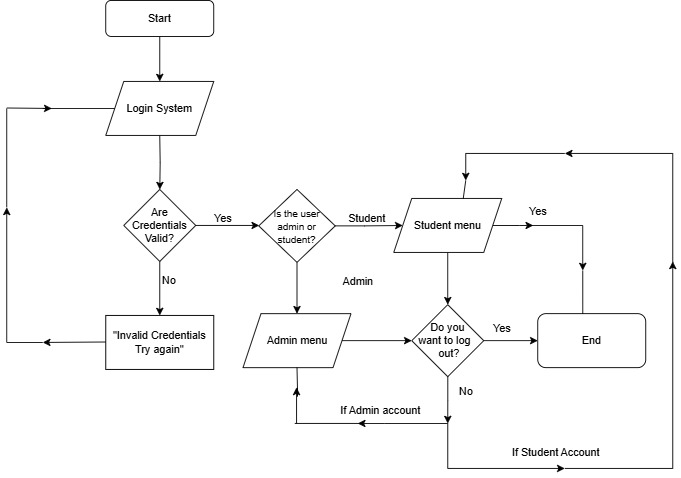 Start
Login System
Are
Credentials
Valid?
Yes
Is the user
admin or
student?
Student
Student menu
Yes
No
Admin
"Invalid Credentials
Try again"
Admin menu
Do you
want to log
out?
Yes
End
No
If Admin account
If Student Account